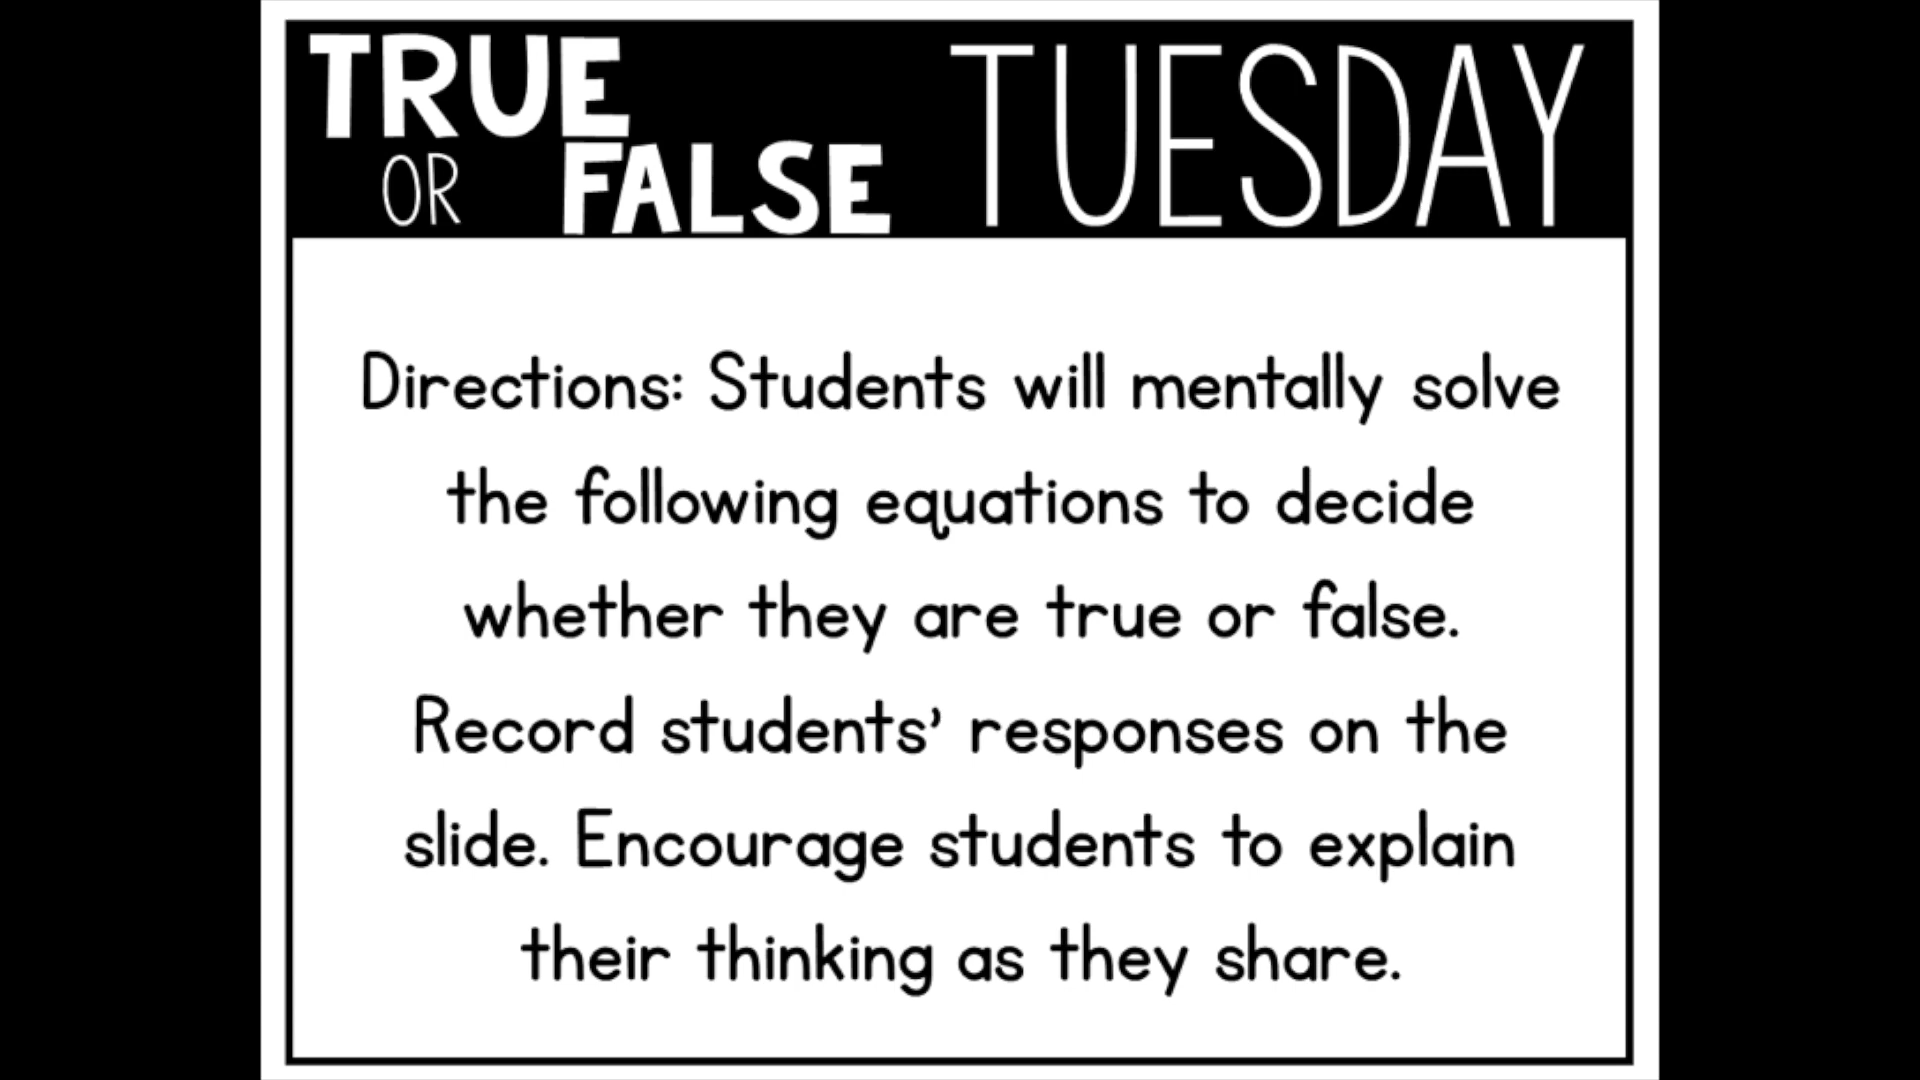 TRUE
OR FALSE TUESDAY
Directions: Students will mentally solve
the following equations to decide
whether they are true or false.
Record students’ responses on the
slide. Encourage students to explain
their thinking as they share.